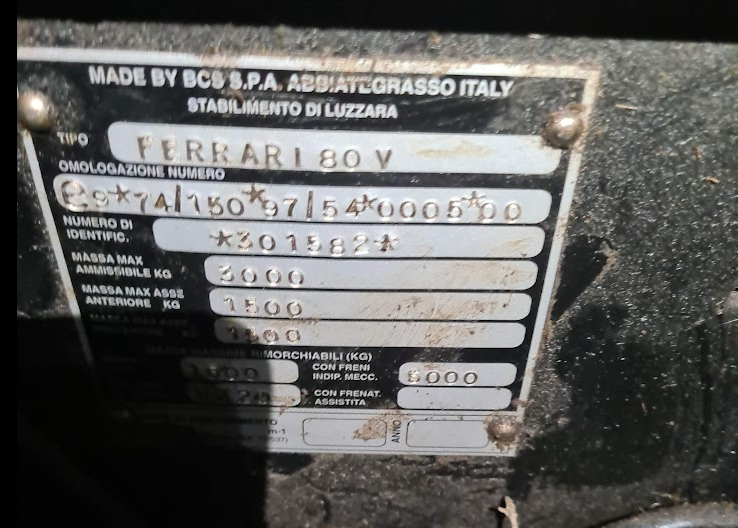 MADE BY BCS S.P.A. ABBIATEGRASSO ITALY
STABILIMENTO DI LUZZARA
TIPO FERRARI 80 V
OMOLOGAZIONE NUMERO
e9*74/150*97/54*0005*00
NUMERO DI IDENTIFIC. *301582*
MASSA MAX AMMISSIBILE KG 3000
MASSA MAX ASSE ANTERIORE KG 1500
RIMORCHIABILI (KG)
CON FRENI INDIP. MECC. 6000
CON FRENAT. ASSISTITA
ANNO